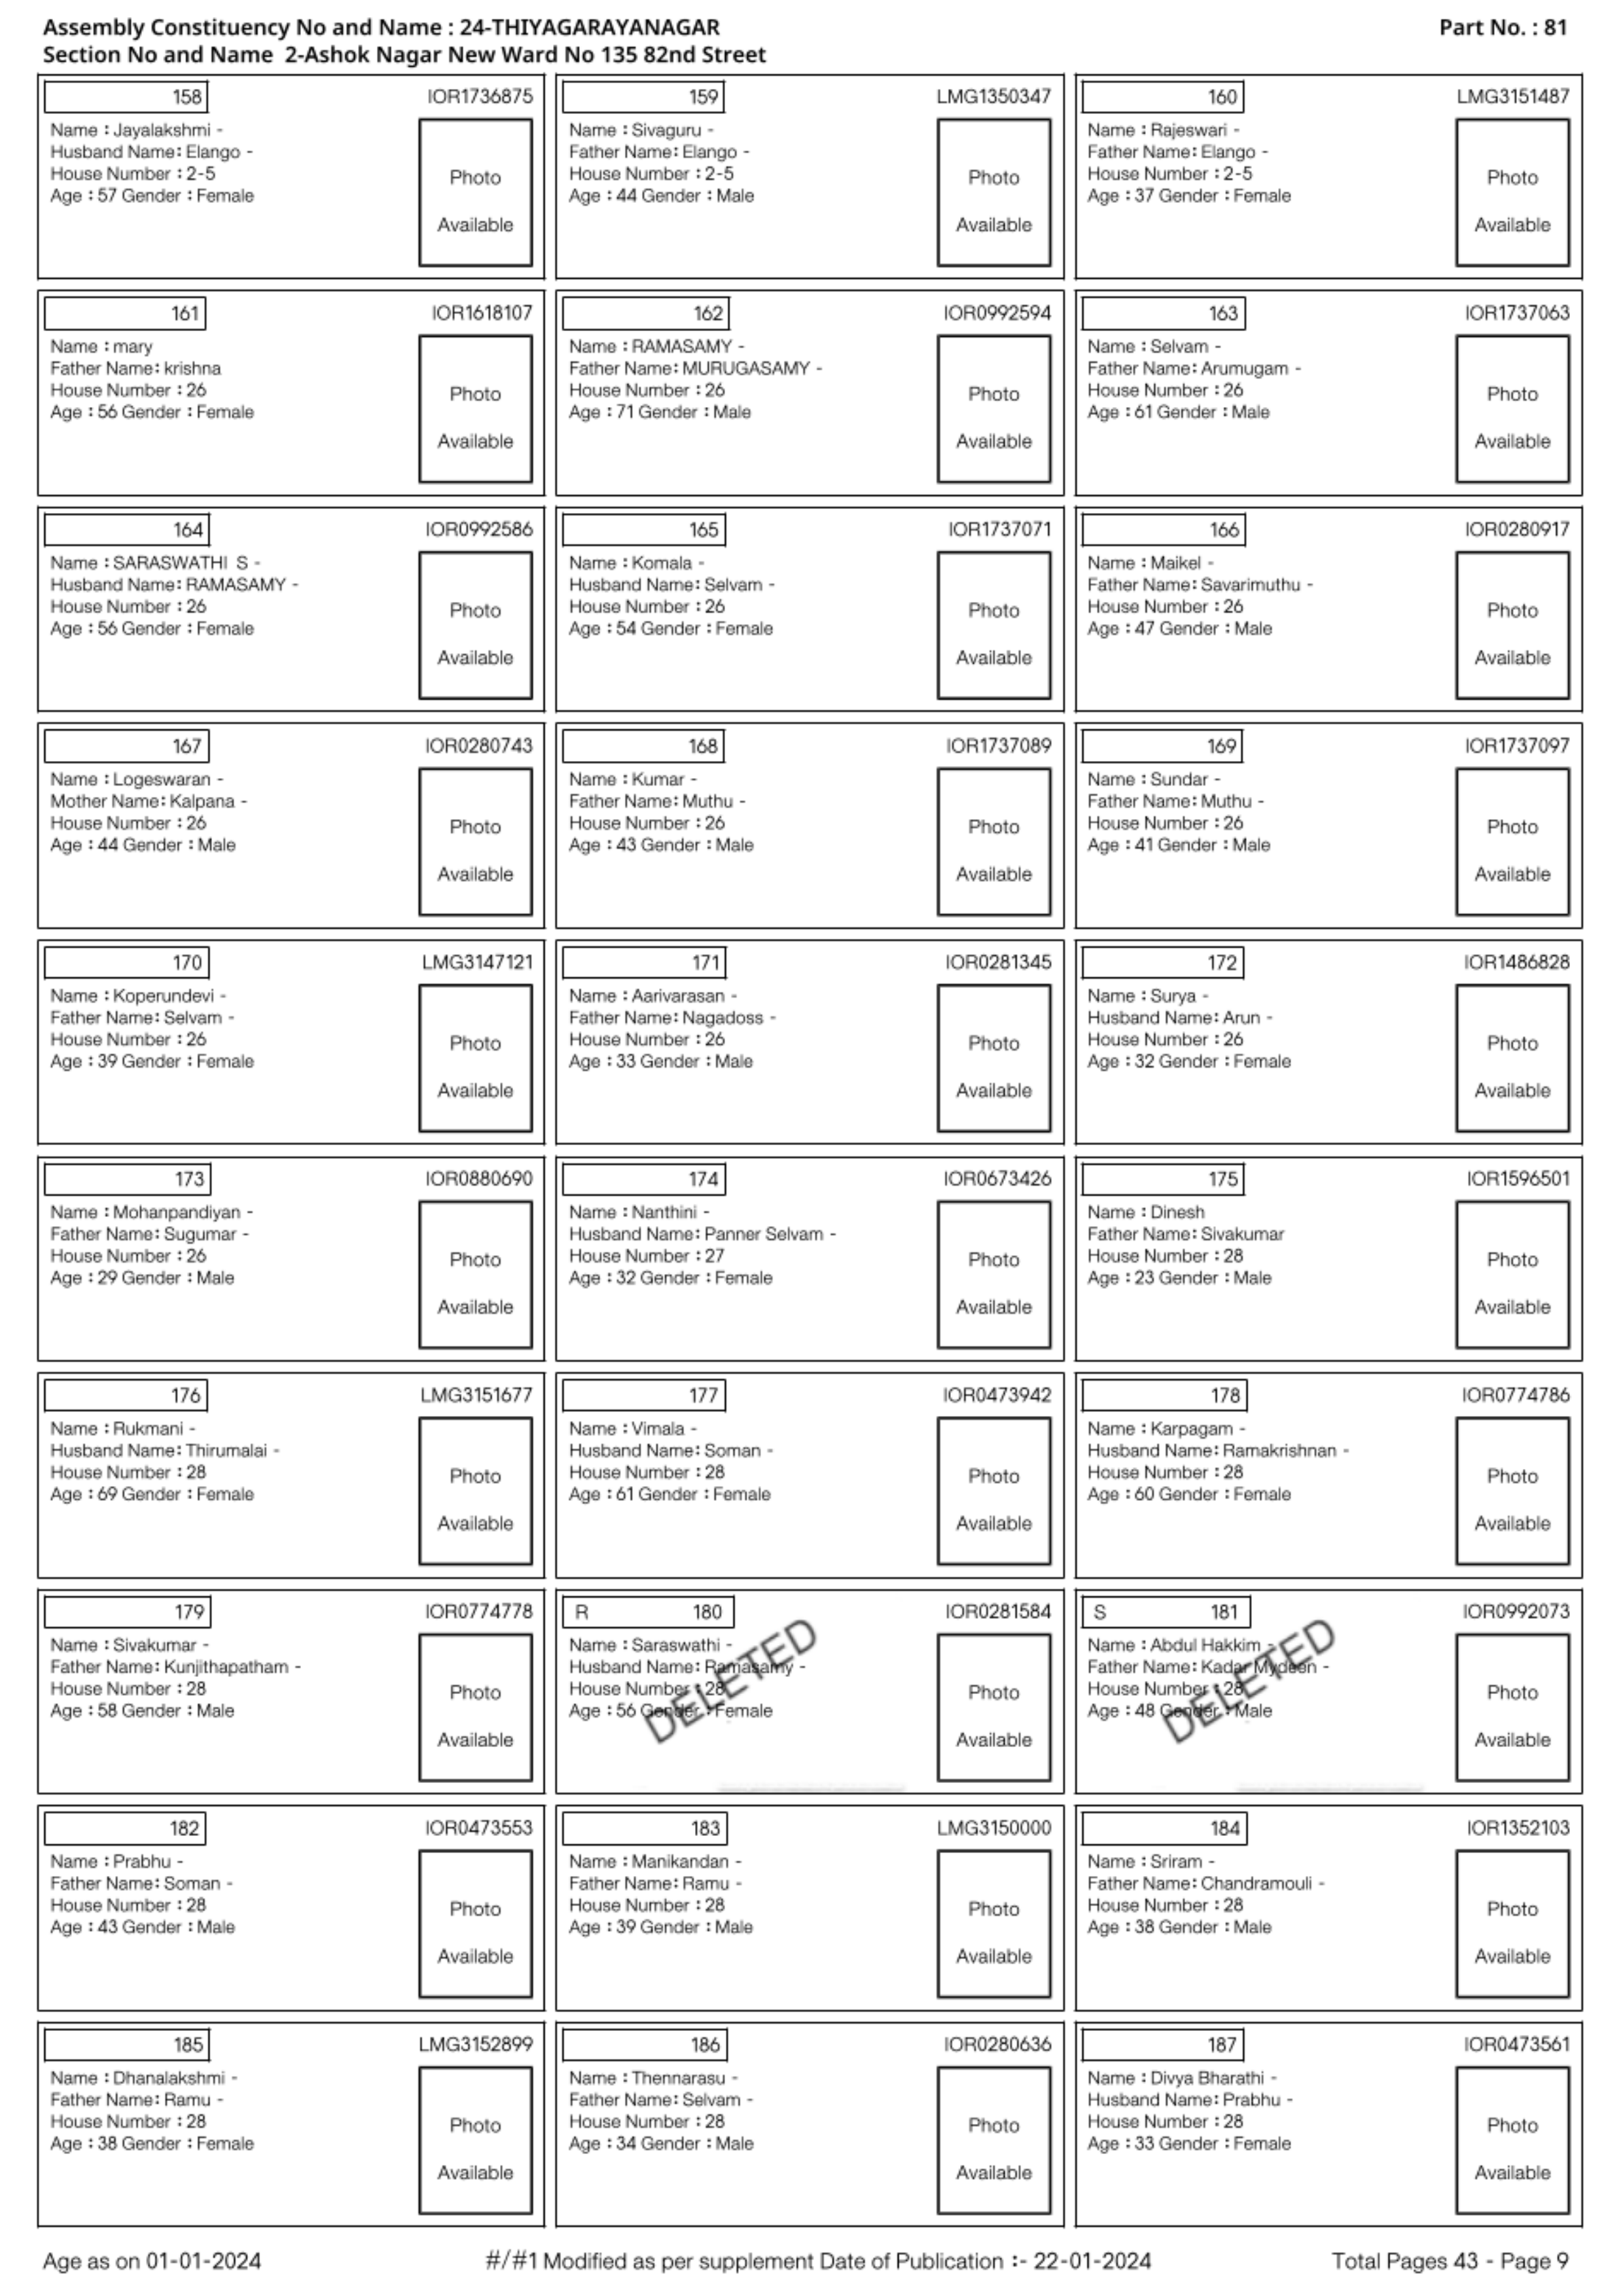 Assembly Constituency No and Name : 24-THIYAGARAYANAGAR
Part No. : 81
Section No and Name 2-Ashok Nagar New Ward No 135 82nd Street
158 IOR1736875
Name : Jayalakshmi -
Husband Name: Elango -
House Number : 2-5
Age : 57 Gender : Female
Photo
Available
159 LMG1350347
Name : Sivaguru -
Father Name: Elango -
House Number : 2-5
Age : 44 Gender : Male
Photo
Available
160 LMG3151487
Name : Rajeswari -
Father Name: Elango -
House Number : 2-5
Age : 37 Gender : Female
Photo
Available
161 IOR1618107
Name : mary
Father Name: krishna
House Number : 26
Age : 56 Gender : Female
Photo
Available
162 IOR0992594
Name : RAMASAMY -
Father Name: MURUGASAMY -
House Number : 26
Age : 71 Gender : Male
Photo
Available
163 IOR1737063
Name : Selvam -
Father Name: Arumugam -
House Number : 26
Age : 61 Gender : Male
Photo
Available
164 IOR0992586
Name : SARASWATHI S -
Husband Name: RAMASAMY -
House Number : 26
Age : 56 Gender : Female
Photo
Available
165 IOR1737071
Name : Komala -
Husband Name: Selvam -
House Number : 26
Age : 54 Gender : Female
Photo
Available
166 IOR0280917
Name : Maikel -
Father Name: Savarimuthu -
House Number : 26
Age : 47 Gender : Male
Photo
Available
167 IOR0280743
Name : Logeswaran -
Mother Name: Kalpana -
House Number : 26
Age : 44 Gender : Male
Photo
Available
168 IOR1737089
Name : Kumar -
Father Name: Muthu -
House Number : 26
Age : 43 Gender : Male
Photo
Available
169 IOR1737097
Name : Sundar -
Father Name: Muthu -
House Number : 26
Age : 41 Gender : Male
Photo
Available
170 LMG3147121
Name : Koperundevi -
Father Name: Selvam -
House Number : 26
Age : 39 Gender : Female
Photo
Available
171 IOR0281345
Name : Aarivarasan -
Father Name: Nagadoss -
House Number : 26
Age : 33 Gender : Male
Photo
Available
172 IOR1486828
Name : Surya -
Husband Name: Arun -
House Number : 26
Age : 32 Gender : Female
Photo
Available
173 IOR0880690
Name : Mohanpandiyan -
Father Name: Sugumar -
House Number : 26
Age : 29 Gender : Male
Photo
Available
174 IOR0673426
Name : Nanthini -
Husband Name: Panner Selvam -
House Number : 27
Age : 32 Gender : Female
Photo
Available
175 IOR1596501
Name : Dinesh
Father Name: Sivakumar
House Number : 28
Age : 23 Gender : Male
Photo
Available
176 LMG3151677
Name : Rukmani -
Husband Name: Thirumalai -
House Number : 28
Age : 69 Gender : Female
Photo
Available
177 IOR0473942
Name : Vimala -
Husband Name: Soman -
House Number : 28
Age : 61 Gender : Female
Photo
Available
178 IOR0774786
Name : Karpagam -
Husband Name: Ramakrishnan -
House Number : 28
Age : 60 Gender : Female
Photo
Available
179 IOR0774778
Name : Sivakumar -
Father Name: Kunjithapatham -
House Number : 28
Age : 58 Gender : Male
Photo
Available
R 180 IOR0281584
Name : Saraswathi -
Husband Name: Ramasamy -
House Number : 28
Age : 56 Gender : Female
DELETED
Photo
Available
S 181 IOR0992073
Name : Abdul Hakkim -
Father Name: Kadar Mydeen -
House Number : 28
Age : 48 Gender : Male
DELETED
Photo
Available
182 IOR0473553
Name : Prabhu -
Father Name: Soman -
House Number : 28
Age : 43 Gender : Male
Photo
Available
183 LMG3150000
Name : Manikandan -
Father Name: Ramu -
House Number : 28
Age : 39 Gender : Male
Photo
Available
184 IOR1352103
Name : Sriram -
Father Name: Chandramouli -
House Number : 28
Age : 38 Gender : Male
Photo
Available
185 LMG3152899
Name : Dhanalakshmi -
Father Name: Ramu -
House Number : 28
Age : 38 Gender : Female
Photo
Available
186 IOR0280636
Name : Thennarasu -
Father Name: Selvam -
House Number : 28
Age : 34 Gender : Male
Photo
Available
187 IOR0473561
Name : Divya Bharathi -
Husband Name: Prabhu -
House Number : 28
Age : 33 Gender : Female
Photo
Available
Age as on 01-01-2024
#/#1 Modified as per supplement Date of Publication :- 22-01-2024
Total Pages 43 - Page 9